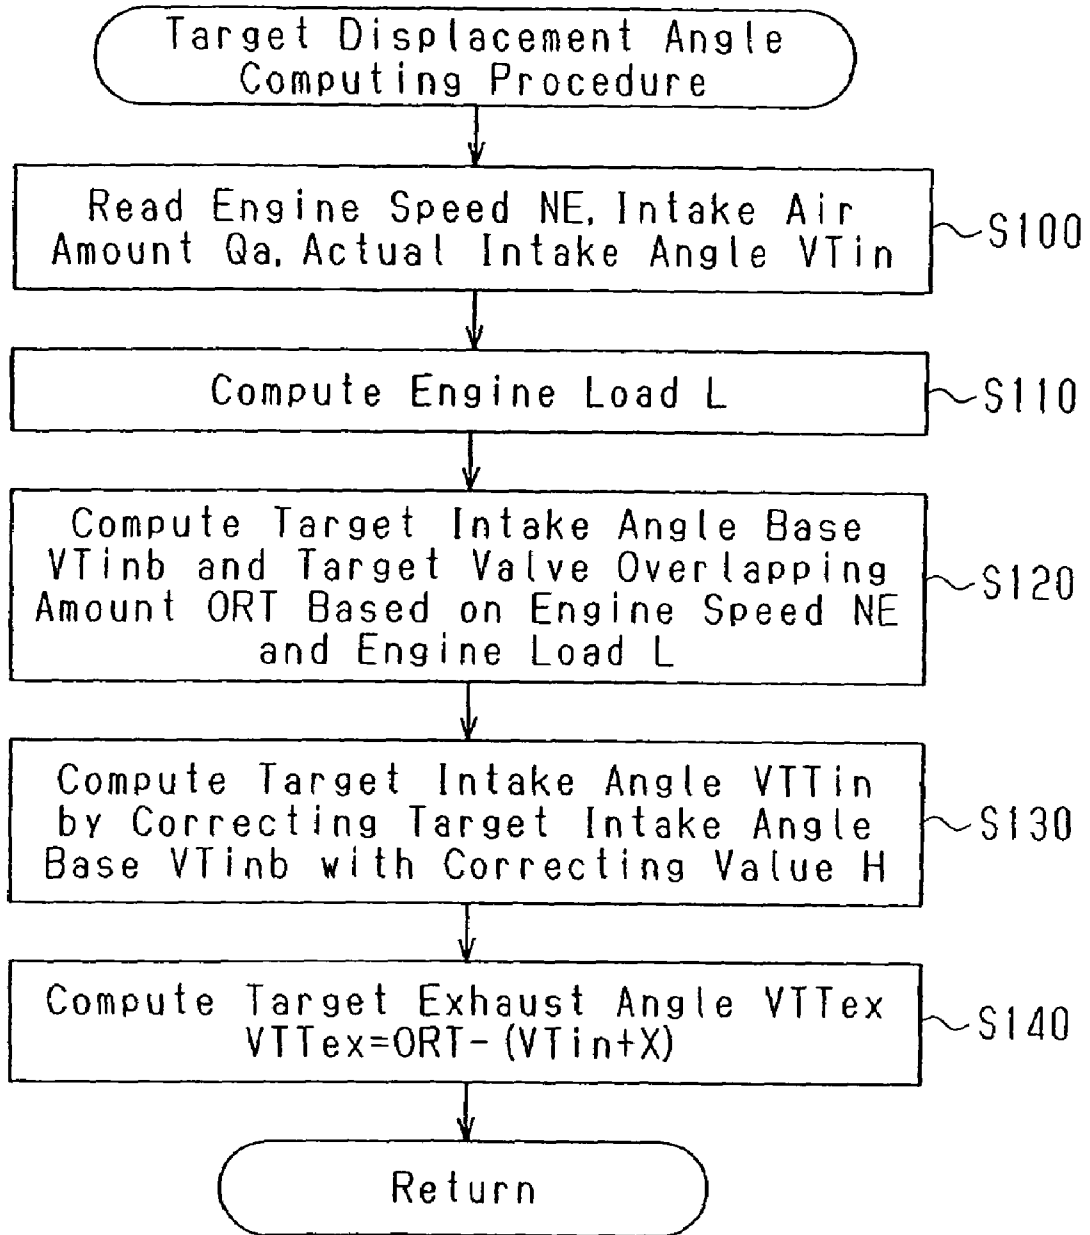 Target Displacement Angle
Computing Procedure
Read Engine Speed NE, Intake Air
Amount Qa, Actual Intake Angle VTin
S100
Compute Engine Load L
S110
Compute Target Intake Angle Base
VTinb and Target Valve Overlapping
Amount ORT Based on Engine Speed NE
and Engine Load L
S120
Compute Target Intake Angle VTTin
by Correcting Target Intake Angle
Base VTinb with Correcting Value H
S130
Compute Target Exhaust Angle VTTex
VTTex=ORT-(VTin+X)
S140
Return